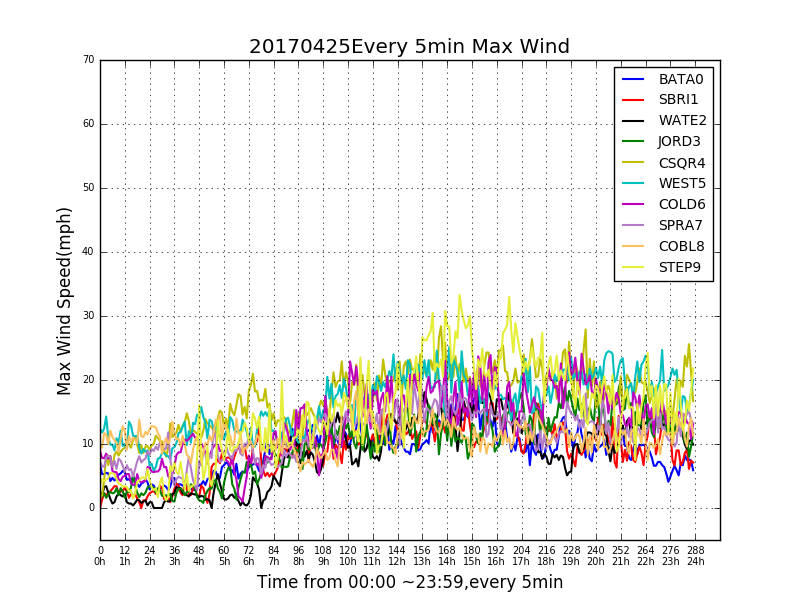 20170425Every 5min Max Wind
70
60
50
40
30
20
10
0
Max Wind Speed(mph)
BATA0
SBRI1
WATE2
JORD3
CSQR4
WEST5
COLD6
SPRA7
COBL8
STEP9
0 12 24 36 48 60 72 84 96 108 120 132 144 156 168 180 192 204 216 228 240 252 264 276 288
0h 1h 2h 3h 4h 5h 6h 7h 8h 9h 10h 11h 12h 13h 14h 15h 16h 17h 18h 19h 20h 21h 22h 23h 24h
Time from 00:00 ~23:59,every 5min